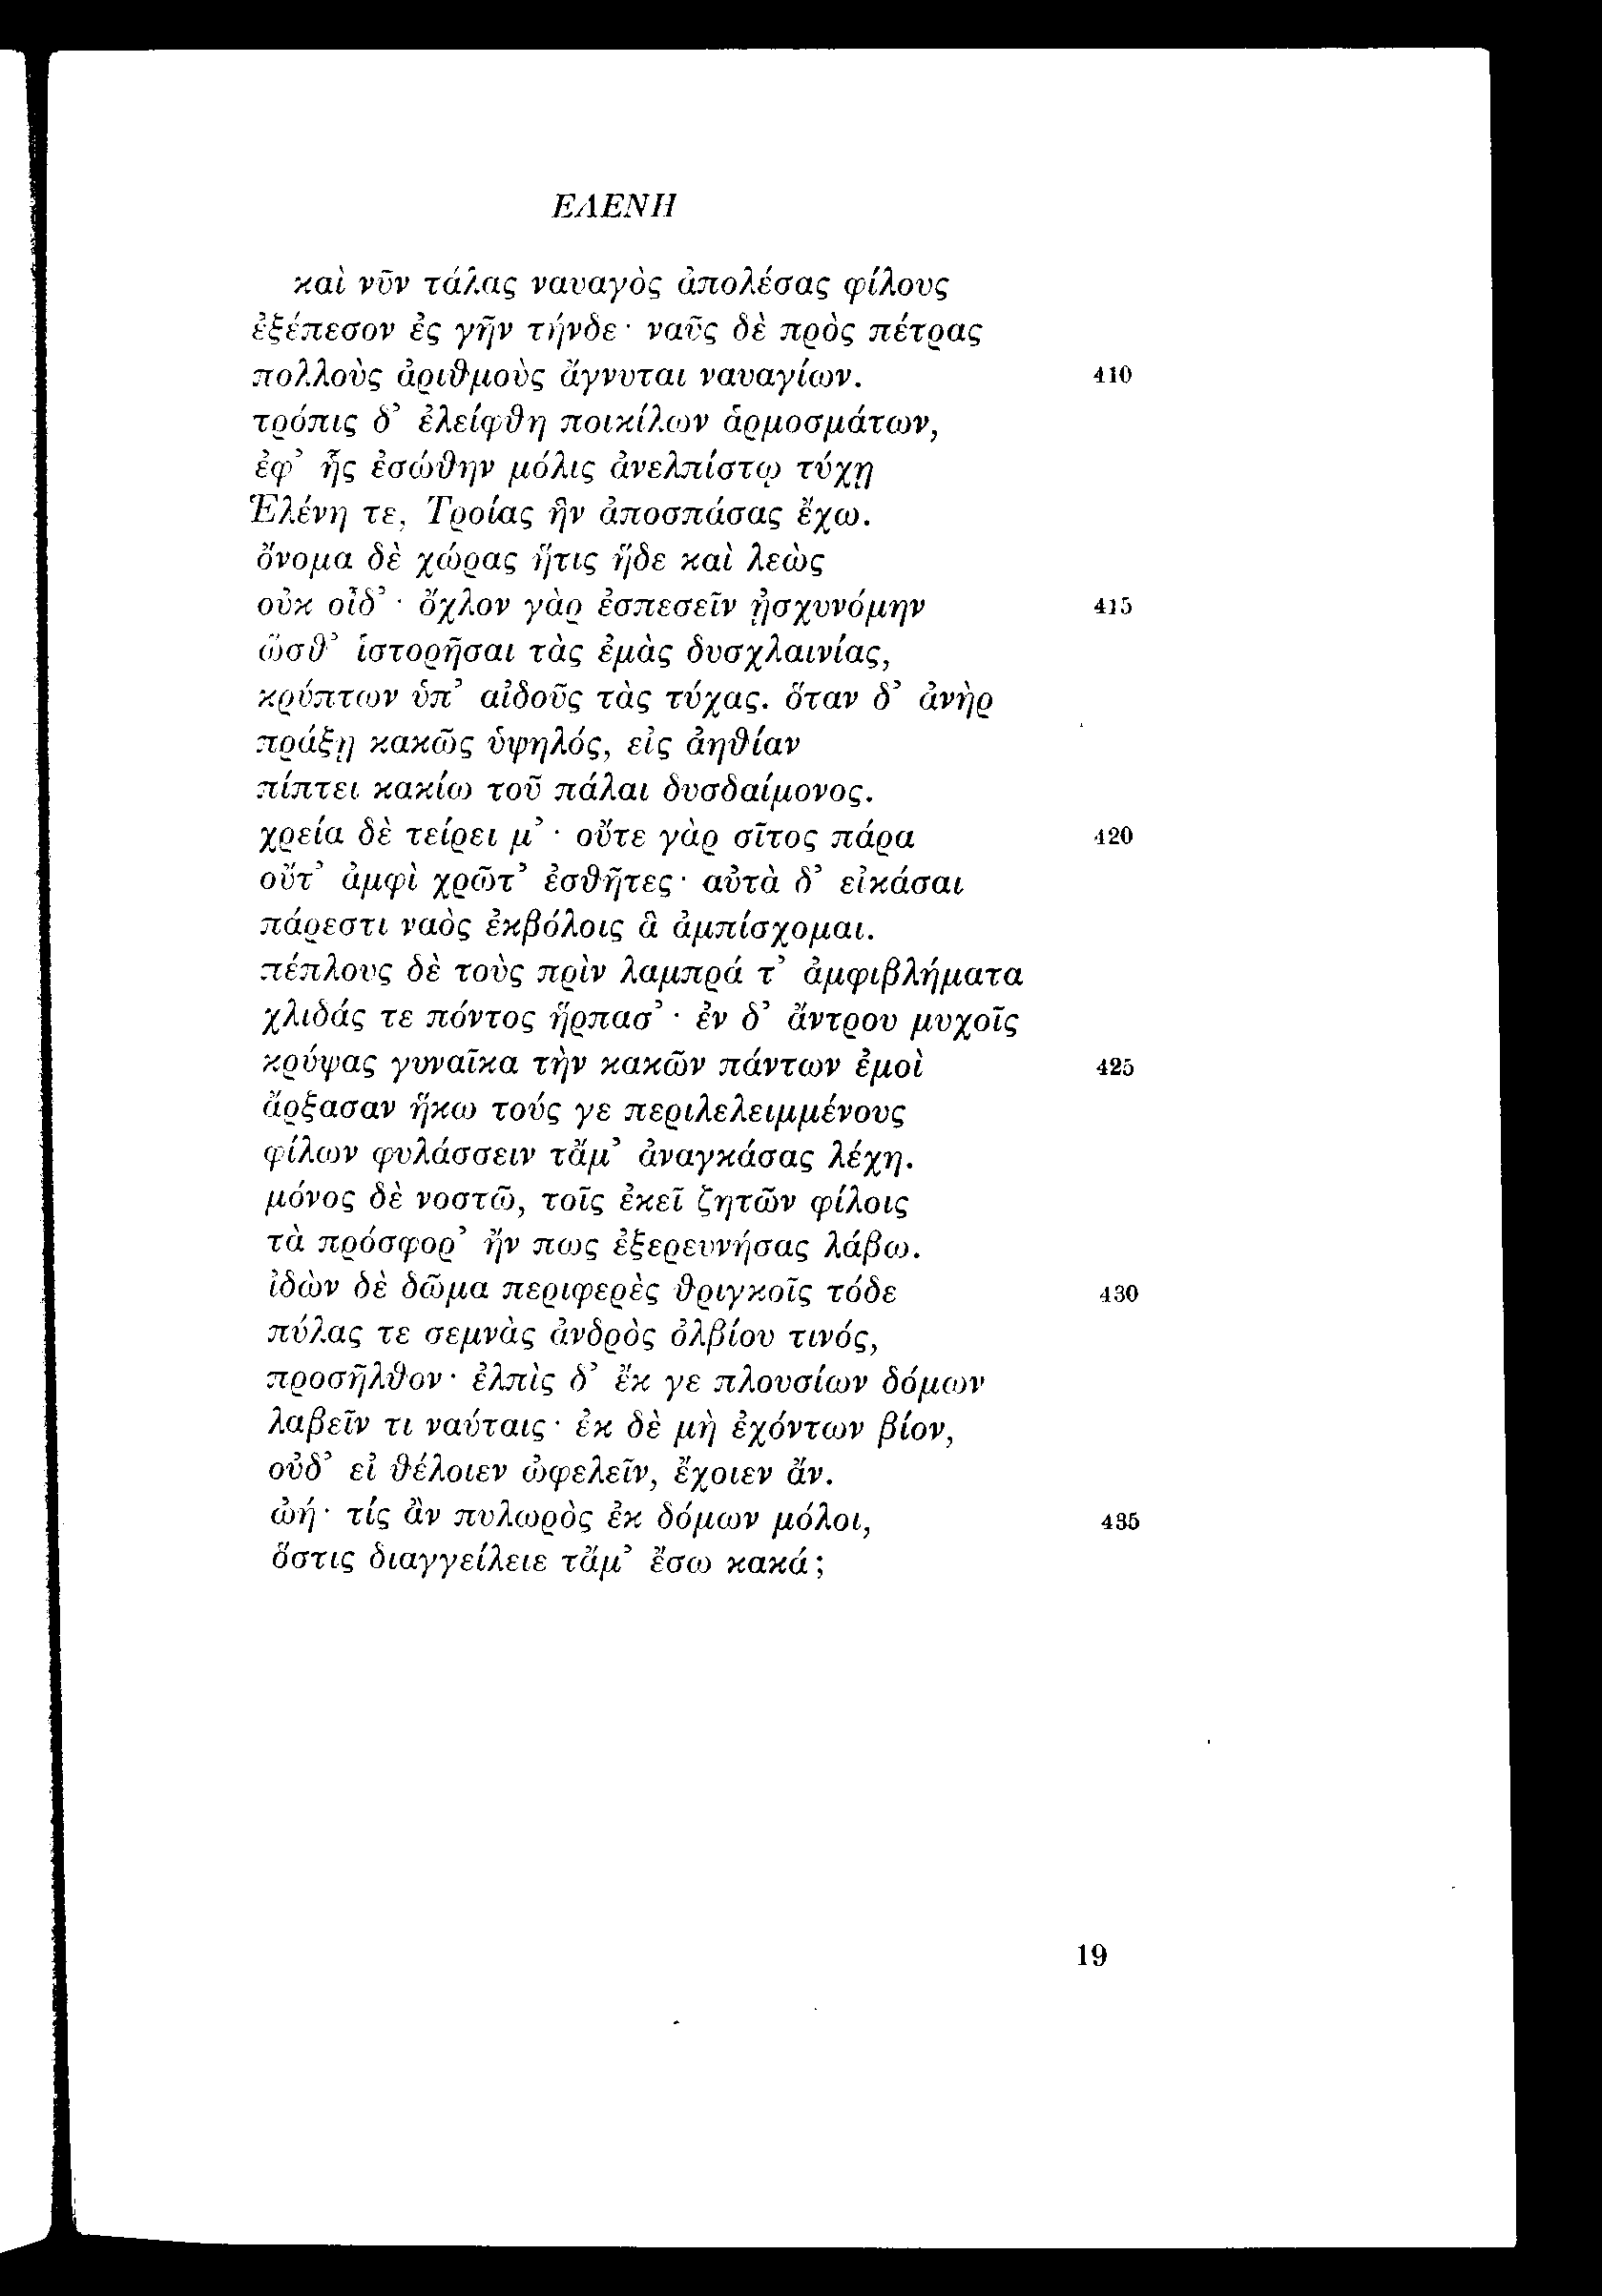 ΕΛΕΝΗ
καὶ νῦν τάλας ναυαγὸς ἀπολέσας φίλους
ἐξέπεσον ἐς γῆν τήνδε· ναῦς δὲ πρὸς πέτρας
πολλοὺς ἀριθμοὺς ἄγνυται ναυαγίων. 410
τρόπις δ’ ἐλείφθη ποικίλων ἁρμοσμάτων,
ἐφ’ ἧς ἐσώθην μόλις ἀνελπίστῳ τύχῃ
Ἑλένη τε, Τροίας ἣν ἀποσπάσας ἔχω.
ὄνομα δὲ χώρας ἥτις ἥδε καὶ λεὼς
οὐκ οἶδ’· ὄχλον γὰρ ἐσπεσεῖν ᾐσχυνόμην 415
ὥσθ’ ἱστορῆσαι τὰς ἐμὰς δυσχλαινίας,
κρύπτων ὑπ’ αἰδοῦς τὰς τύχας. ὅταν δ’ ἀνὴρ
πράξῃ κακῶς ὑψηλός, εἰς ἀηθίαν
πίπτει κακίω τοῦ πάλαι δυσδαίμονος.
χρεία δὲ τείρει μ’· οὔτε γὰρ σῖτος πάρα 420
οὔτ’ ἀμφὶ χρῶτ’ ἐσθῆτες· αὐτὰ δ’ εἰκάσαι
πάρεστι ναὸς ἐκβόλοις ἃ ἀμπίσχομαι.
πέπλους δὲ τοὺς πρὶν λαμπρά τ’ ἀμφιβλήματα
χλιδάς τε πόντος ἥρπασ’· ἐν δ’ ἄντρου μυχοῖς
κρύψας γυναῖκα τὴν κακῶν πάντων ἐμοὶ 425
ἄρξασαν ἥκω τούς γε περιλελειμμένους
φίλων φυλάσσειν τἄμ’ ἀναγκάσας λέχη.
μόνος δὲ νοστῶ, τοῖς ἐκεῖ ζητῶν φίλοις
τὰ πρόσφορ’ ἤν πως ἐξερευνήσας λάβω.
ἰδὼν δὲ δῶμα περιφερὲς θριγκοῖς τόδε 430
πύλας τε σεμνὰς ἀνδρὸς ὀλβίου τινός,
προσῆλθον· ἐλπὶς δ’ ἔκ γε πλουσίων δόμων
λαβεῖν τι ναύταις· ἐκ δὲ μὴ ἐχόντων βίον,
οὐδ’ εἰ θέλοιεν ὠφελεῖν, ἔχοιεν ἄν.
ὠή· τίς ἂν πυλωρὸς ἐκ δόμων μόλοι, 435
ὅστις διαγγείλειε τἄμ’ ἔσω κακά;
19